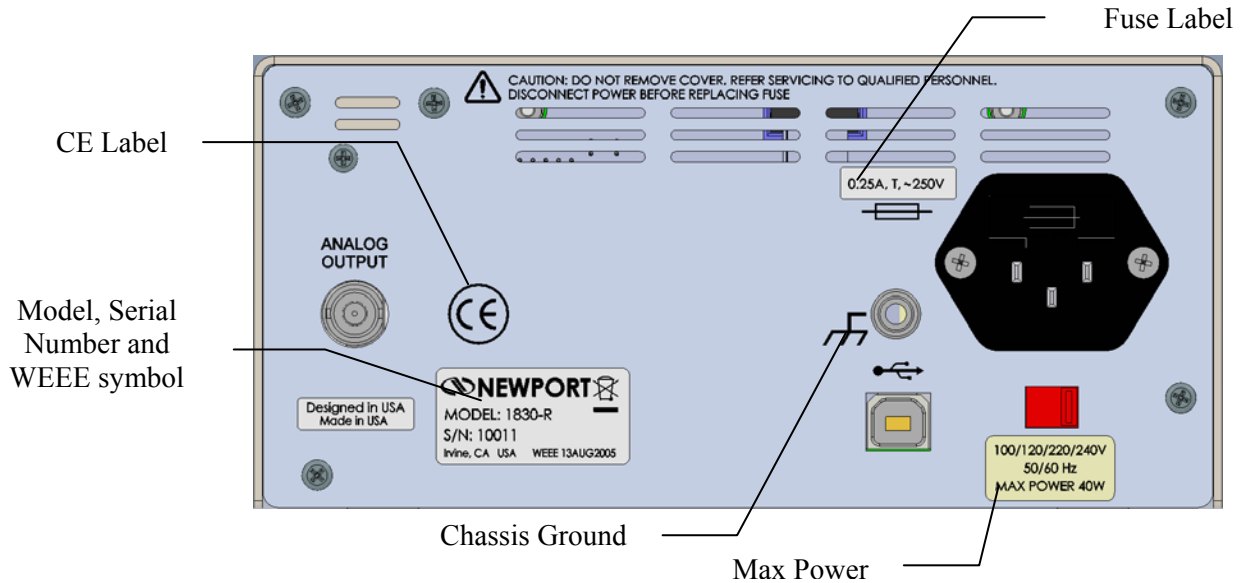 Fuse Label
CAUTION: DO NOT REMOVE COVER. REFER SERVICING TO QUALIFIED PERSONNEL.
DISCONNECT POWER BEFORE REPLACING FUSE
CE Label
0.25A, T, ~250V
ANALOG
OUTPUT
CE
Model, Serial
Number and
WEEE symbol
NEWPORT
MODEL: 1830-R
S/N: 10011
Irvine, CA USA WEEE 13AUG2005
Designed in USA
Made in USA
100/120/220/240V
50/60 Hz
MAX POWER 40W
Chassis Ground
Max Power